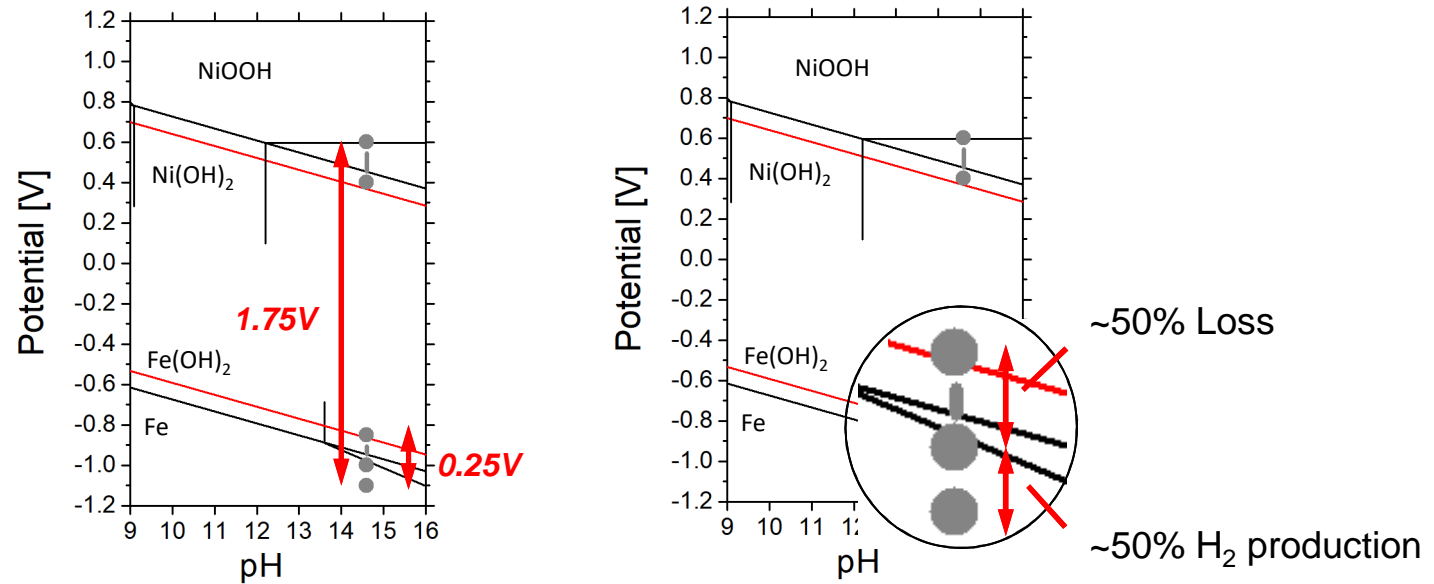 Potential [V]
1.2
1.0
0.8
0.6
0.4
0.2
0.0
-0.2
-0.4
-0.6
-0.8
-1.0
-1.2
NiOOH
Ni(OH)2
1.75V
Fe(OH)2
Fe
0.25V
9 10 11 12 13 14 15 16
pH
Potential [V]
1.2
1.0
0.8
0.6
0.4
0.2
0.0
-0.2
-0.4
-0.6
-0.8
-1.0
-1.2
NiOOH
Ni(OH)2
Fe(OH)2
Fe
~50% Loss
~50% H2 production
9 10 11 12
pH